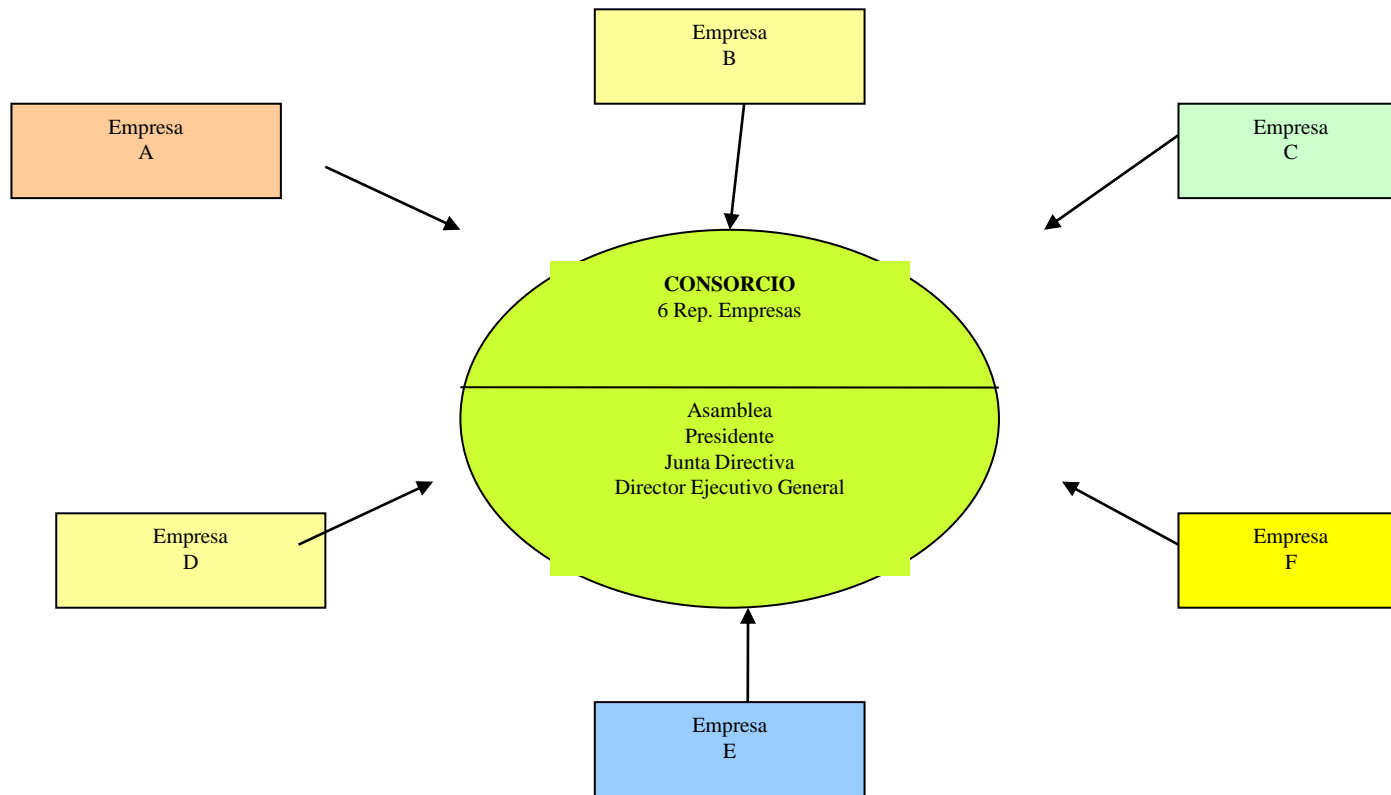 Empresa
B
Empresa
A
Empresa
C
CONSORCIO
6 Rep. Empresas
Asamblea
Presidente
Junta Directiva
Director Ejecutivo General
Empresa
D
Empresa
F
Empresa
E